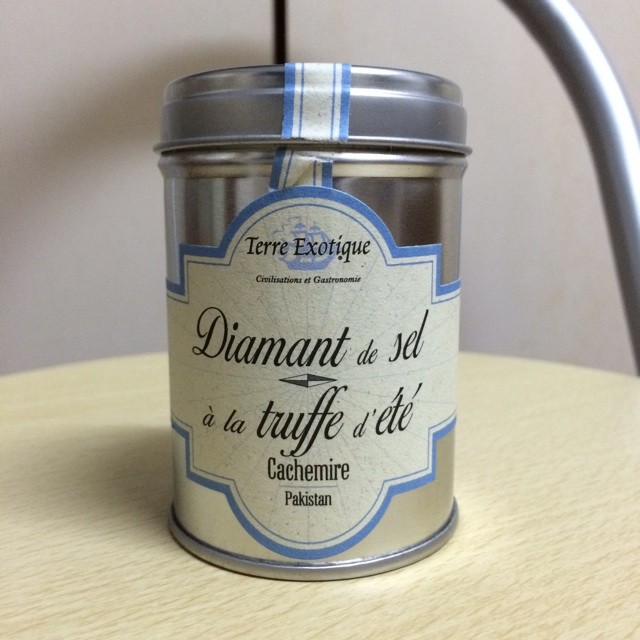 Terre Exotique
Civilisations et Gastronomie
Diamant de sel
à la truffe d'été
Cachemire
Pakistan